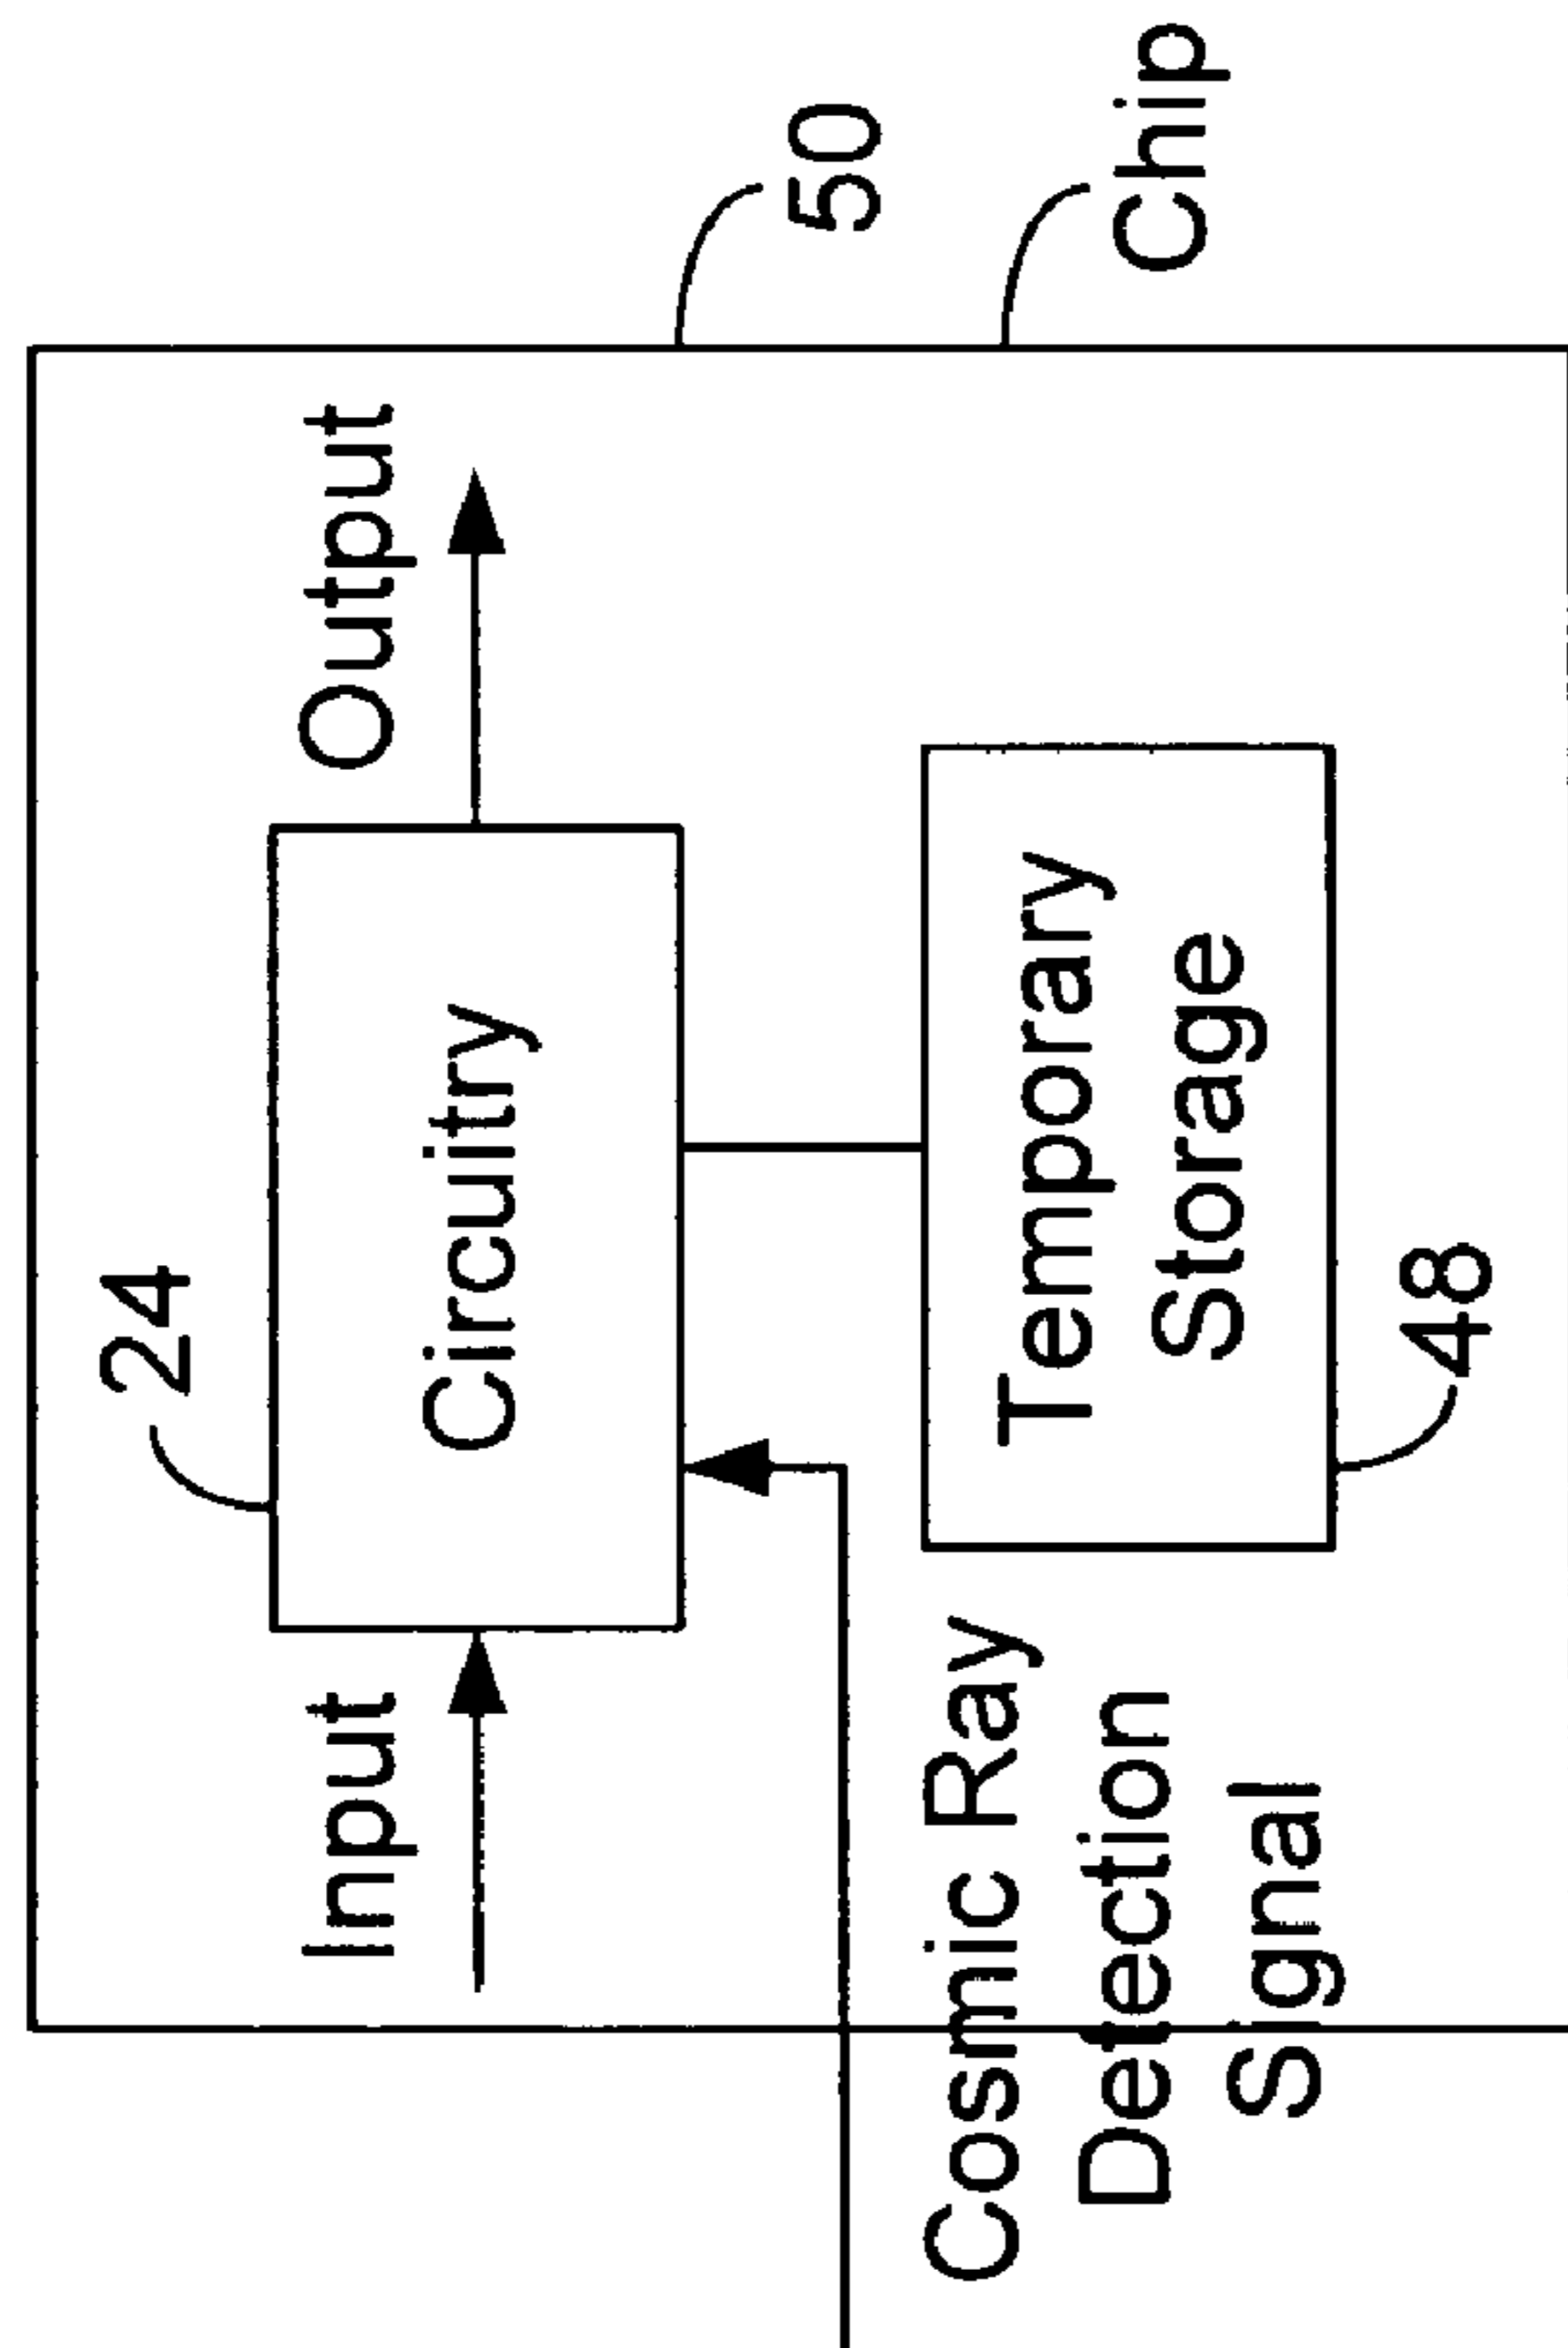 24
Input
Output
Circuitry
50
Cosmic Ray
Detection
Signal
Temporary
Storage
Chip
48